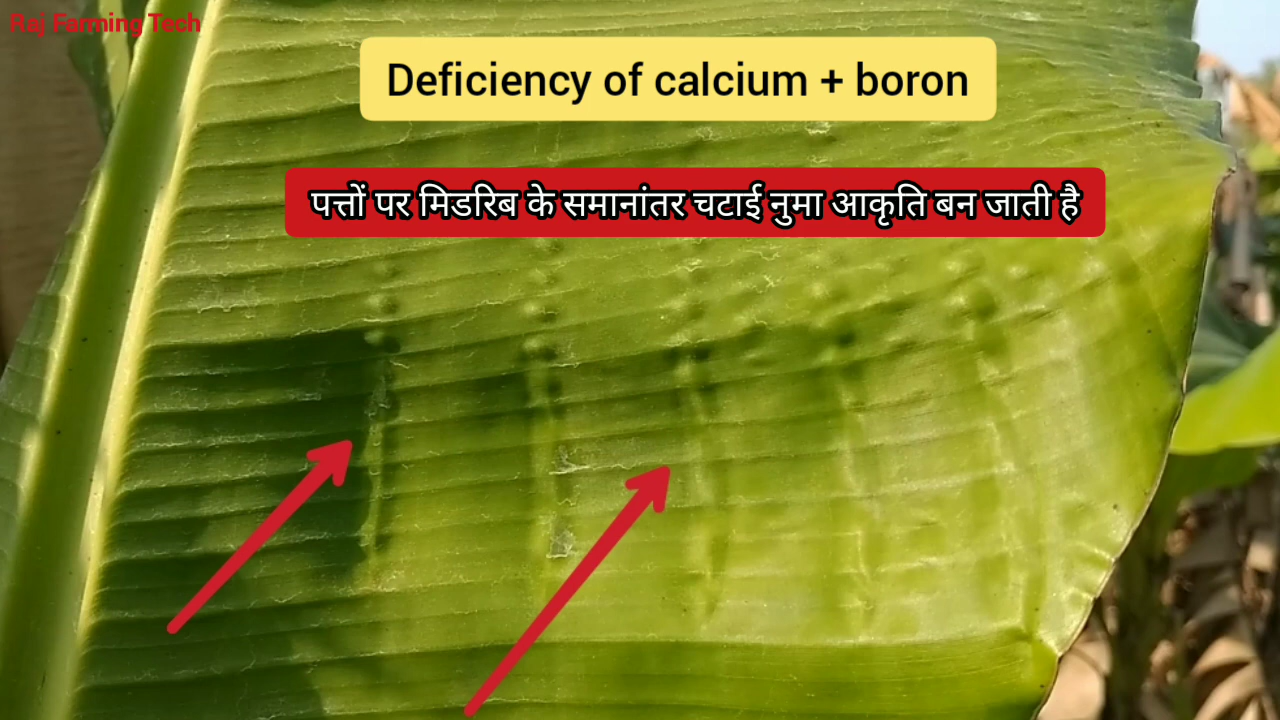 Raj Farming Tech
Deficiency of calcium + boron
पत्तों पर मिडरिब के समानांतर चटाई नुमा आकृति बन जाती है